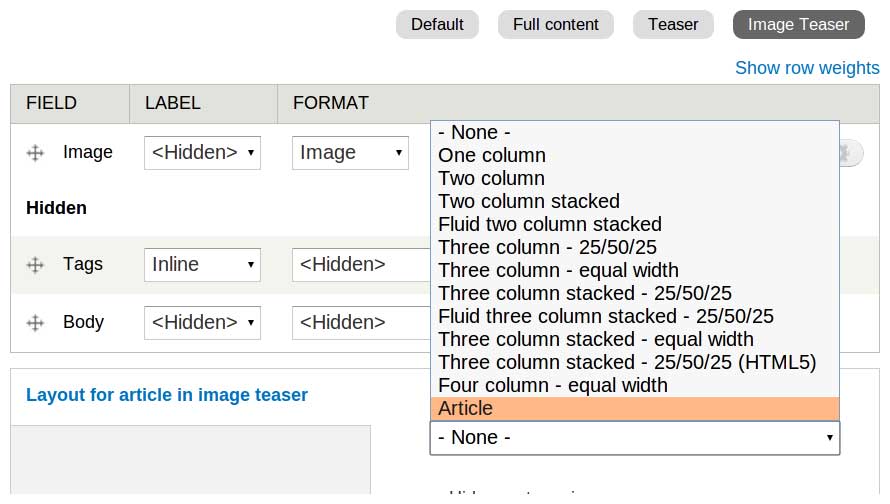 Default Full content Teaser Image Teaser
Show row weights
FIELD LABEL FORMAT
Image <Hidden> Image
Hidden
Tags Inline <Hidden>
Body <Hidden> <Hidden>
- None -
One column
Two column
Two column stacked
Fluid two column stacked
Three column - 25/50/25
Three column - equal width
Three column stacked - 25/50/25
Fluid three column stacked - 25/50/25
Three column stacked - equal width
Three column stacked - 25/50/25 (HTML5)
Four column - equal width
Article
Layout for article in image teaser
- None -